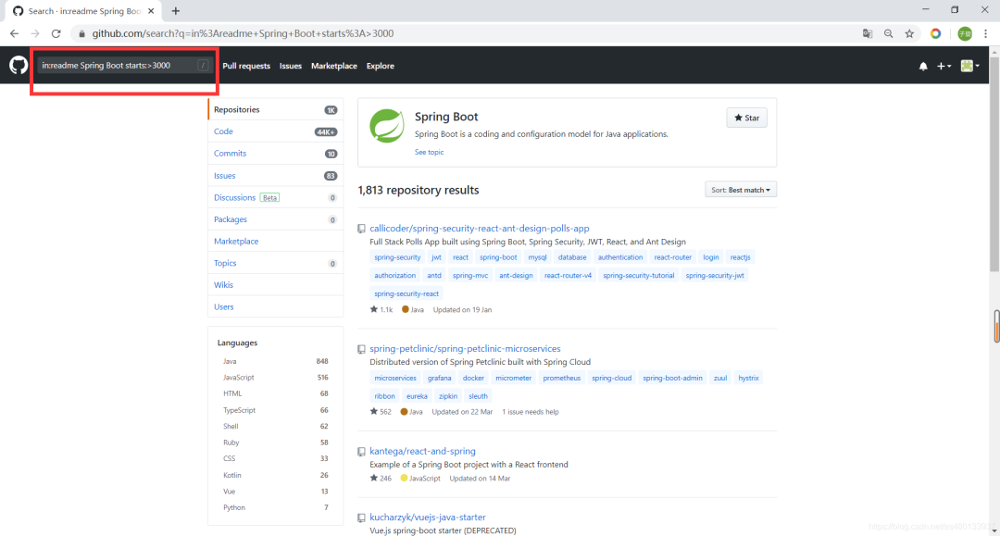 Search · in:readme Spring Boo
github.com/search?q=in%3Areadme+Spring+Boot+starts%3A>3000
in:readme Spring Boot starts:>3000 /
Pull requests Issues Marketplace Explore
Repositories 1K
Code 44K+
Commits 10
Issues 83
Discussions Beta 0
Packages 0
Marketplace
Topics 0
Wikis
Users
Languages
Java 848
JavaScript 516
HTML 68
TypeScript 66
Shell 62
Ruby 58
CSS 33
Kotlin 26
Vue 13
Python 7
Spring Boot
Star
Spring Boot is a coding and configuration model for Java applications.
See topic
1,813 repository results
Sort: Best match
callicoder/spring-security-react-ant-design-polls-app
Full Stack Polls App built using Spring Boot, Spring Security, JWT, React, and Ant Design
spring-security jwt react spring-boot mysql database authentication react-router login reactjs
authorization antd spring-mvc ant-design react-router-v4 spring-security-tutorial spring-security-jwt
spring-security-react
1.1k Java Updated on 19 Jan
spring-petclinic/spring-petclinic-microservices
Distributed version of Spring Petclinic built with Spring Cloud
microservices grafana docker micrometer prometheus spring-cloud spring-boot-admin zuul hystrix
ribbon eureka zipkin sleuth
562 Java Updated on 22 Mar 1 issue needs help
kantega/react-and-spring
Example of a Spring Boot project with a React frontend
246 JavaScript Updated on 14 Mar
kucharzyk/vuejs-java-starter
Vue.js spring-boot starter (DEPRECATED)